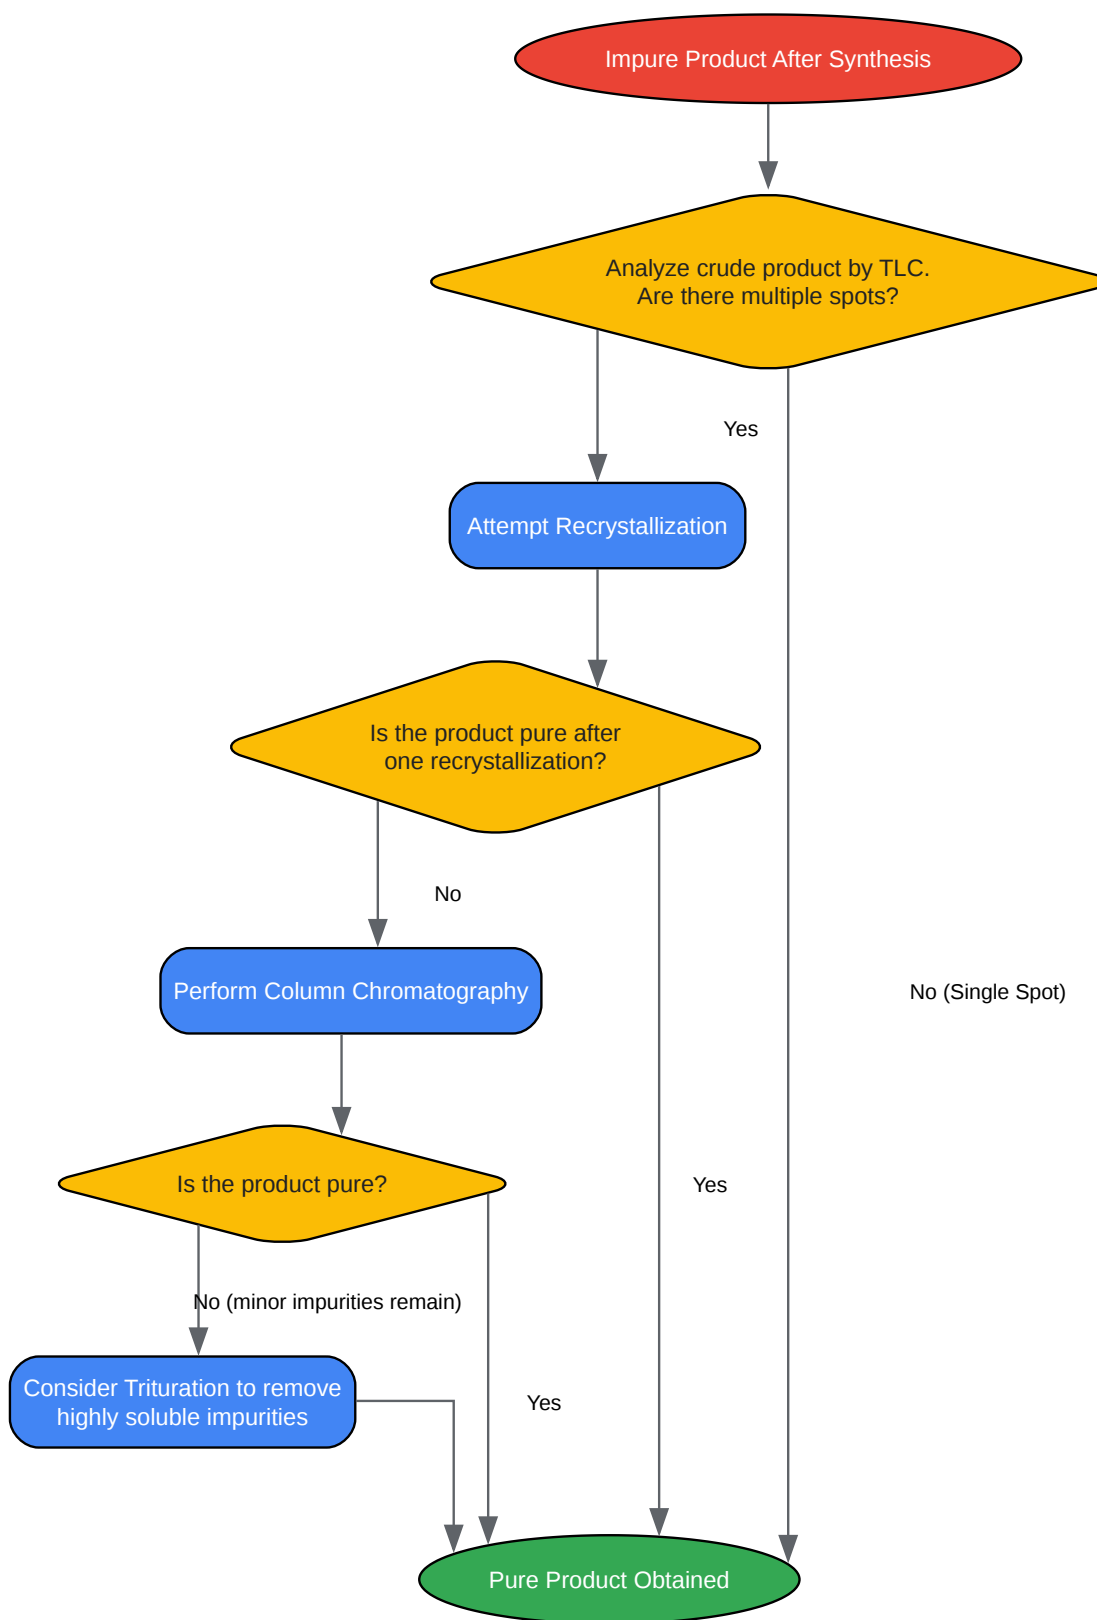 Impure Product After Synthesis
Analyze crude product by TLC.
Are there multiple spots?
Yes
Attempt Recrystallization
Is the product pure after
one recrystallization?
No
Perform Column Chromatography
No (Single Spot)
Is the product pure?
Yes
No (minor impurities remain)
Consider Trituration to remove
highly soluble impurities
Yes
Pure Product Obtained